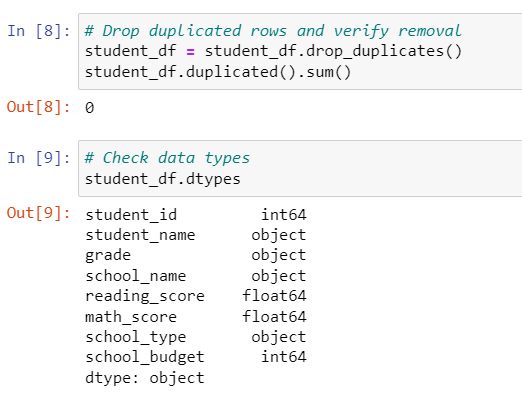 In [8]: # Drop duplicated rows and verify removal
student_df = student_df.drop_duplicates()
student_df.duplicated().sum()
Out[8]: 0
In [9]: # Check data types
student_df.dtypes
Out[9]: student_id int64
student_name object
grade object
school_name object
reading_score float64
math_score float64
school_type object
school_budget int64
dtype: object